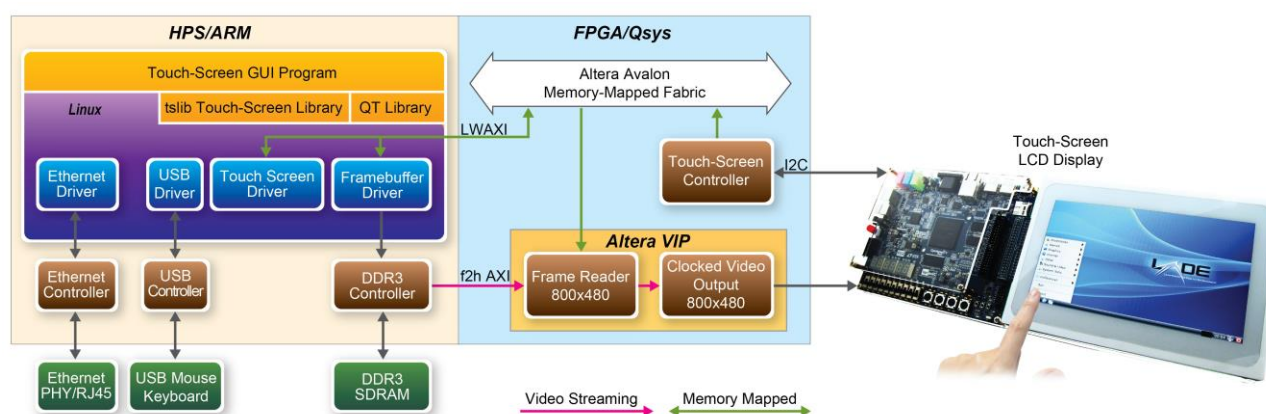 HPS/ARM
FPGA/Qsys
Touch-Screen GUI Program
Linux
tslib Touch-Screen Library
QT Library
Altera Avalon
Memory-Mapped Fabric
LWAXI
Ethernet
Driver
USB
Driver
Touch Screen
Driver
Framebuffer
Driver
Touch-Screen
Controller
I2C
Touch-Screen
LCD Display
Altera VIP
Ethernet
Controller
USB
Controller
DDR3
Controller
f2h AXI
Frame Reader
800x480
Clocked Video
Output
800x480
Ethernet
PHY/RJ45
USB Mouse
Keyboard
DDR3
SDRAM
Video Streaming
Memory Mapped